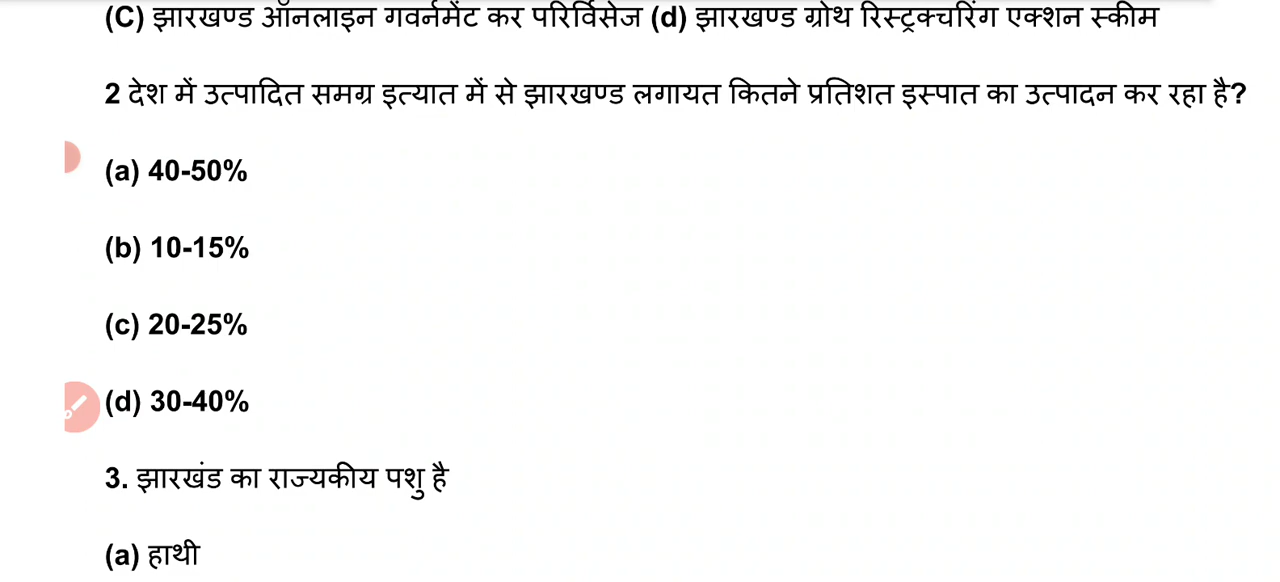 (C) झारखण्ड ऑनलाइन गवर्नमेंट कर परिर्विसेज (d) झारखण्ड ग्रोथ रिस्ट्रक्चरिंग एक्शन स्कीम
2 देश में उत्पादित समग्र इत्यात में से झारखण्ड लगायत कितने प्रतिशत इस्पात का उत्पादन कर रहा है?
(a) 40-50%
(b) 10-15%
(c) 20-25%
(d) 30-40%
3. झारखंड का राज्यकीय पशु है
(a) हाथी